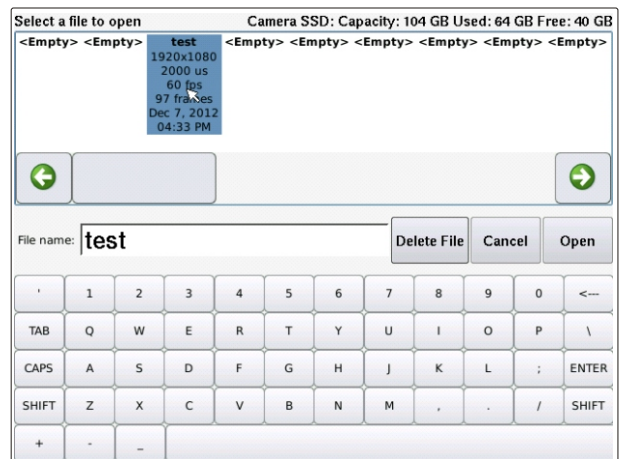 Select a file to open Camera SSD: Capacity: 104 GB Used: 64 GB Free: 40 GB
<Empty> <Empty> test <Empty> <Empty> <Empty> <Empty> <Empty> <Empty>
1920x1080
2000 us
60 fps
97 frames
Dec 7, 2012
04:33 PM
File name: test Delete File Cancel Open
' 1 2 3 4 5 6 7 8 9 0 <---
TAB Q W E R T Y U I O P \
CAPS A S D F G H J K L ; ENTER
SHIFT Z X C V B N M , . / SHIFT
+ - _